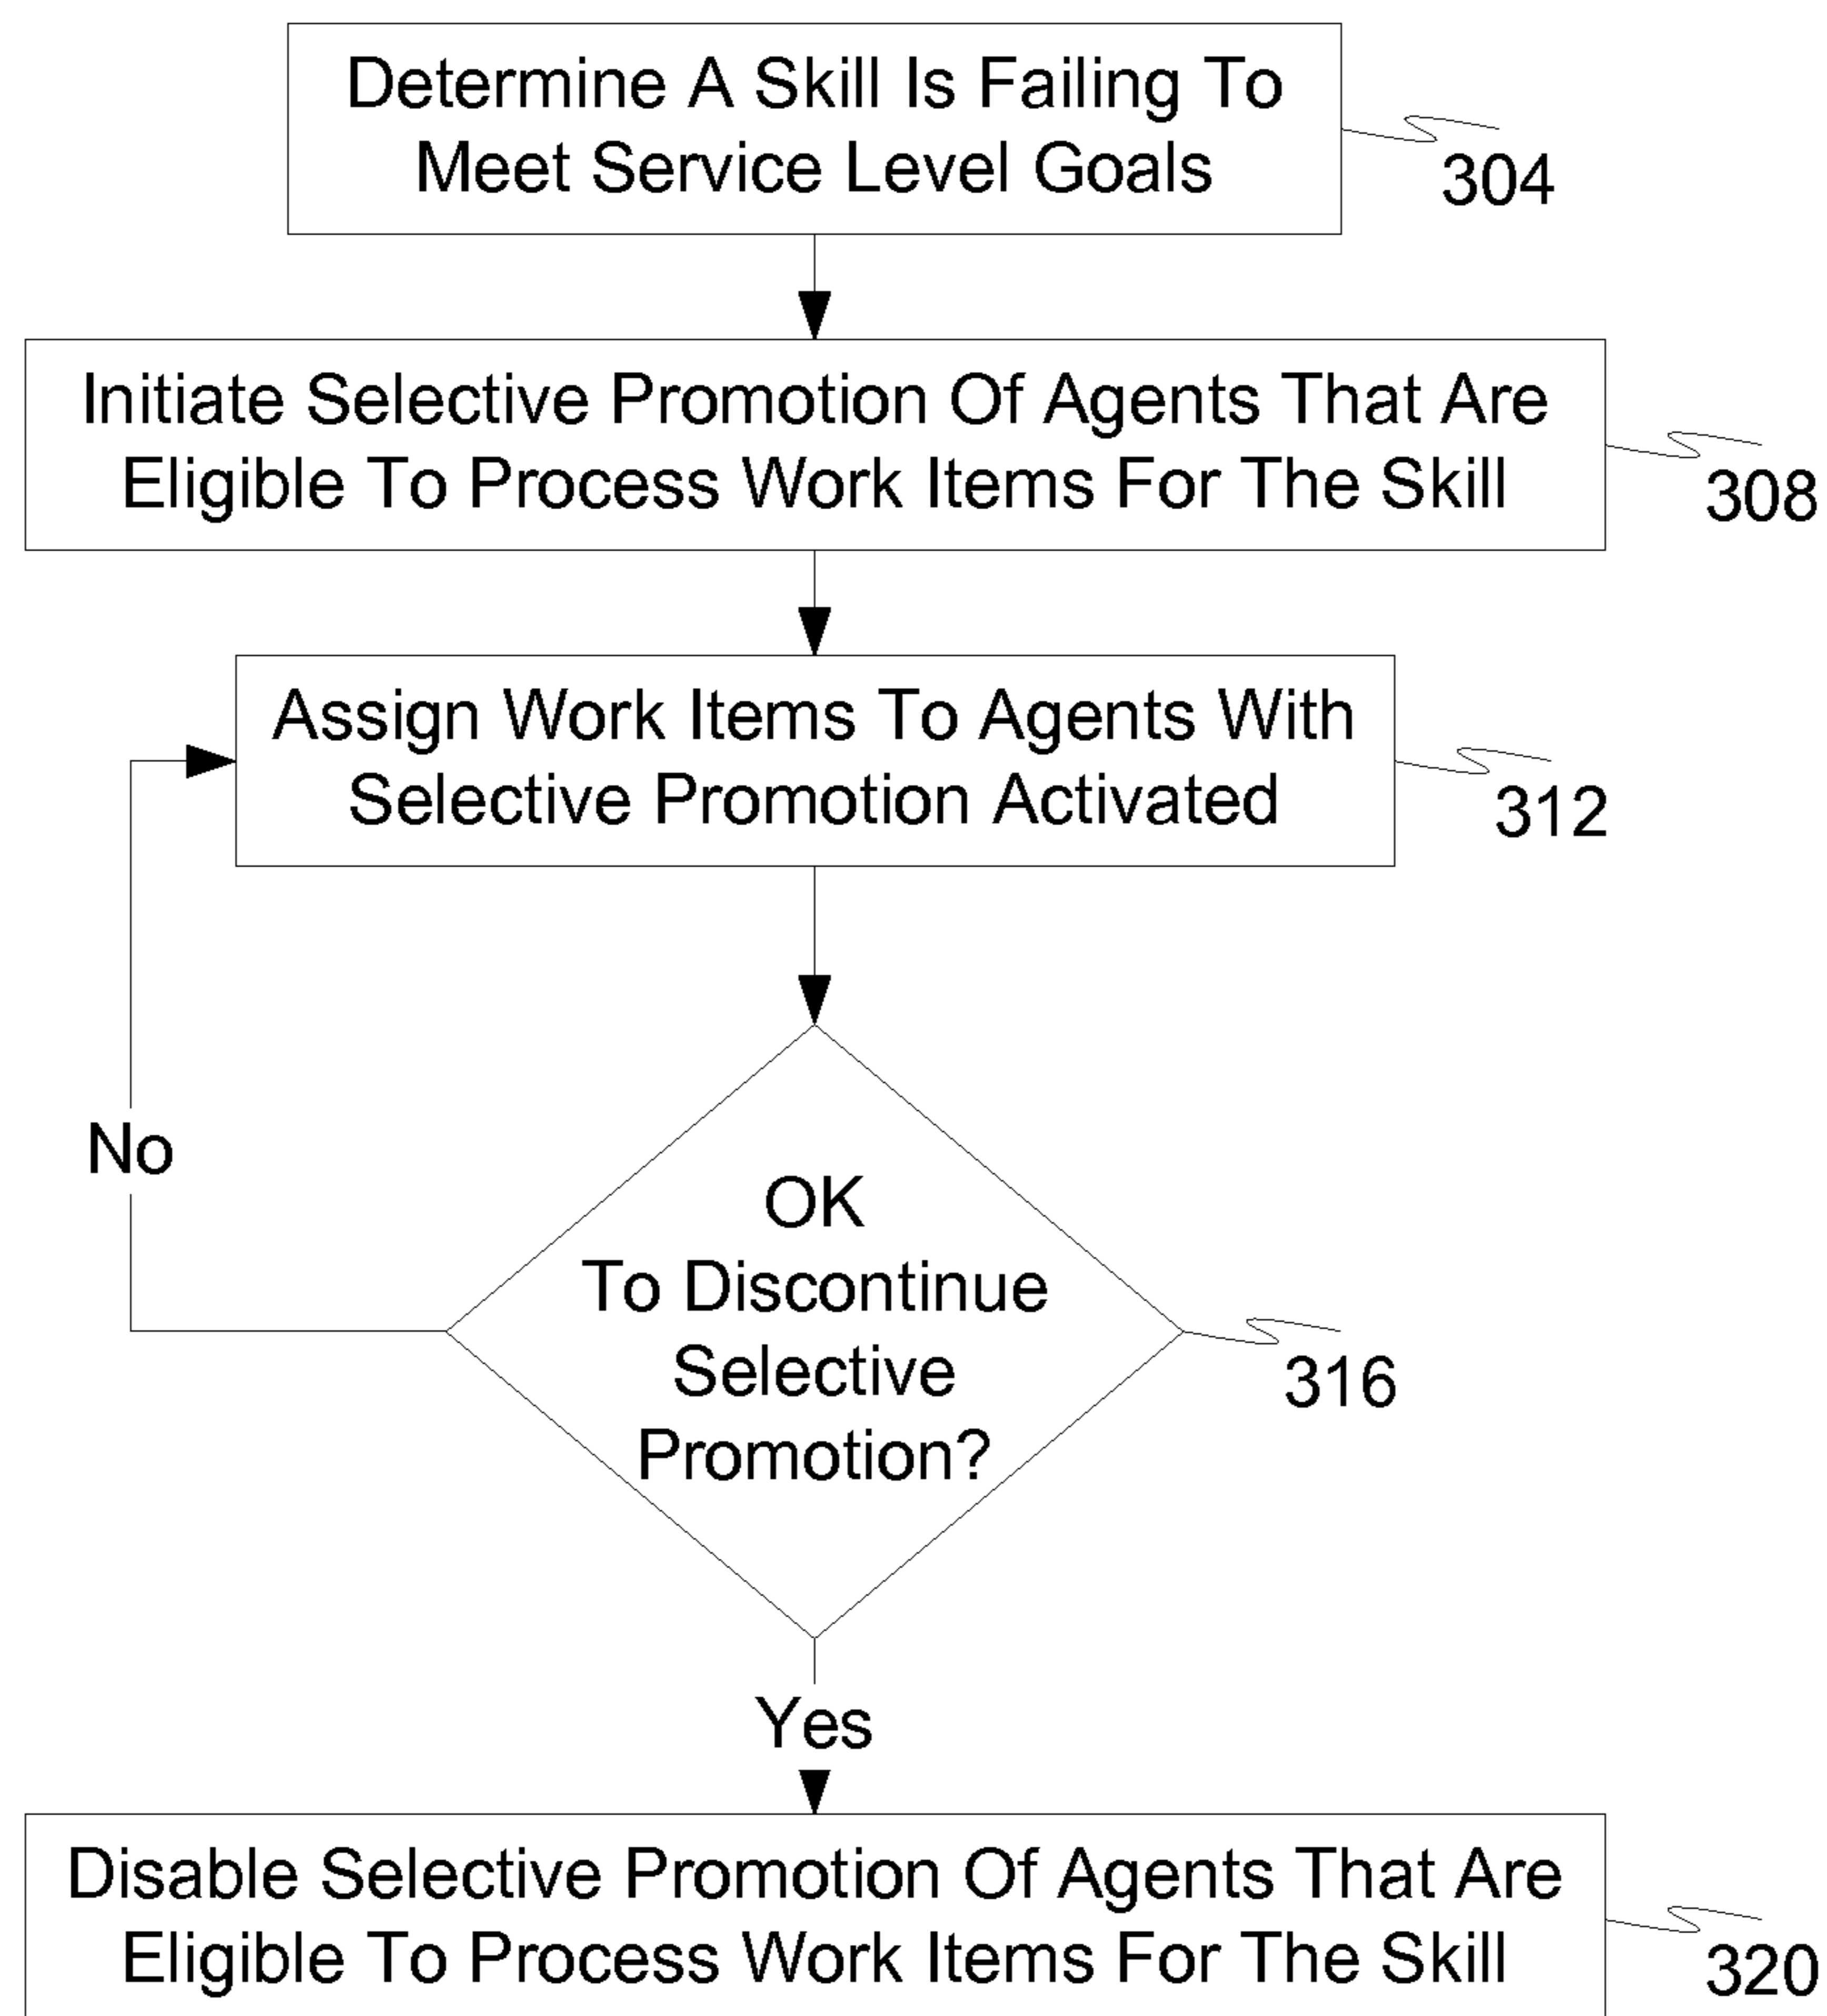 Determine A Skill Is Failing To
Meet Service Level Goals
304
Initiate Selective Promotion Of Agents That Are
Eligible To Process Work Items For The Skill
308
Assign Work Items To Agents With
Selective Promotion Activated
312
No
OK
To Discontinue
Selective
Promotion?
316
Yes
Disable Selective Promotion Of Agents That Are
Eligible To Process Work Items For The Skill
320